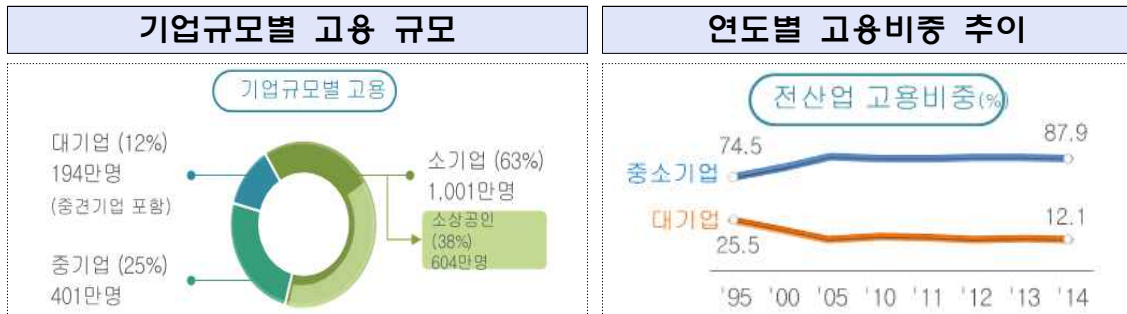 기업규모별 고용 규모
기업규모별 고용
대기업 (12%)
194만명
(중견기업 포함)
중기업 (25%)
401만명
소기업 (63%)
1,001만명
소상공인
(38%)
604만명
연도별 고용비중 추이
전산업 고용비중(%)
74.5
87.9
중소기업
대기업
12.1
25.5
'95 '00 '05 '10 '11 '12 '13 '14